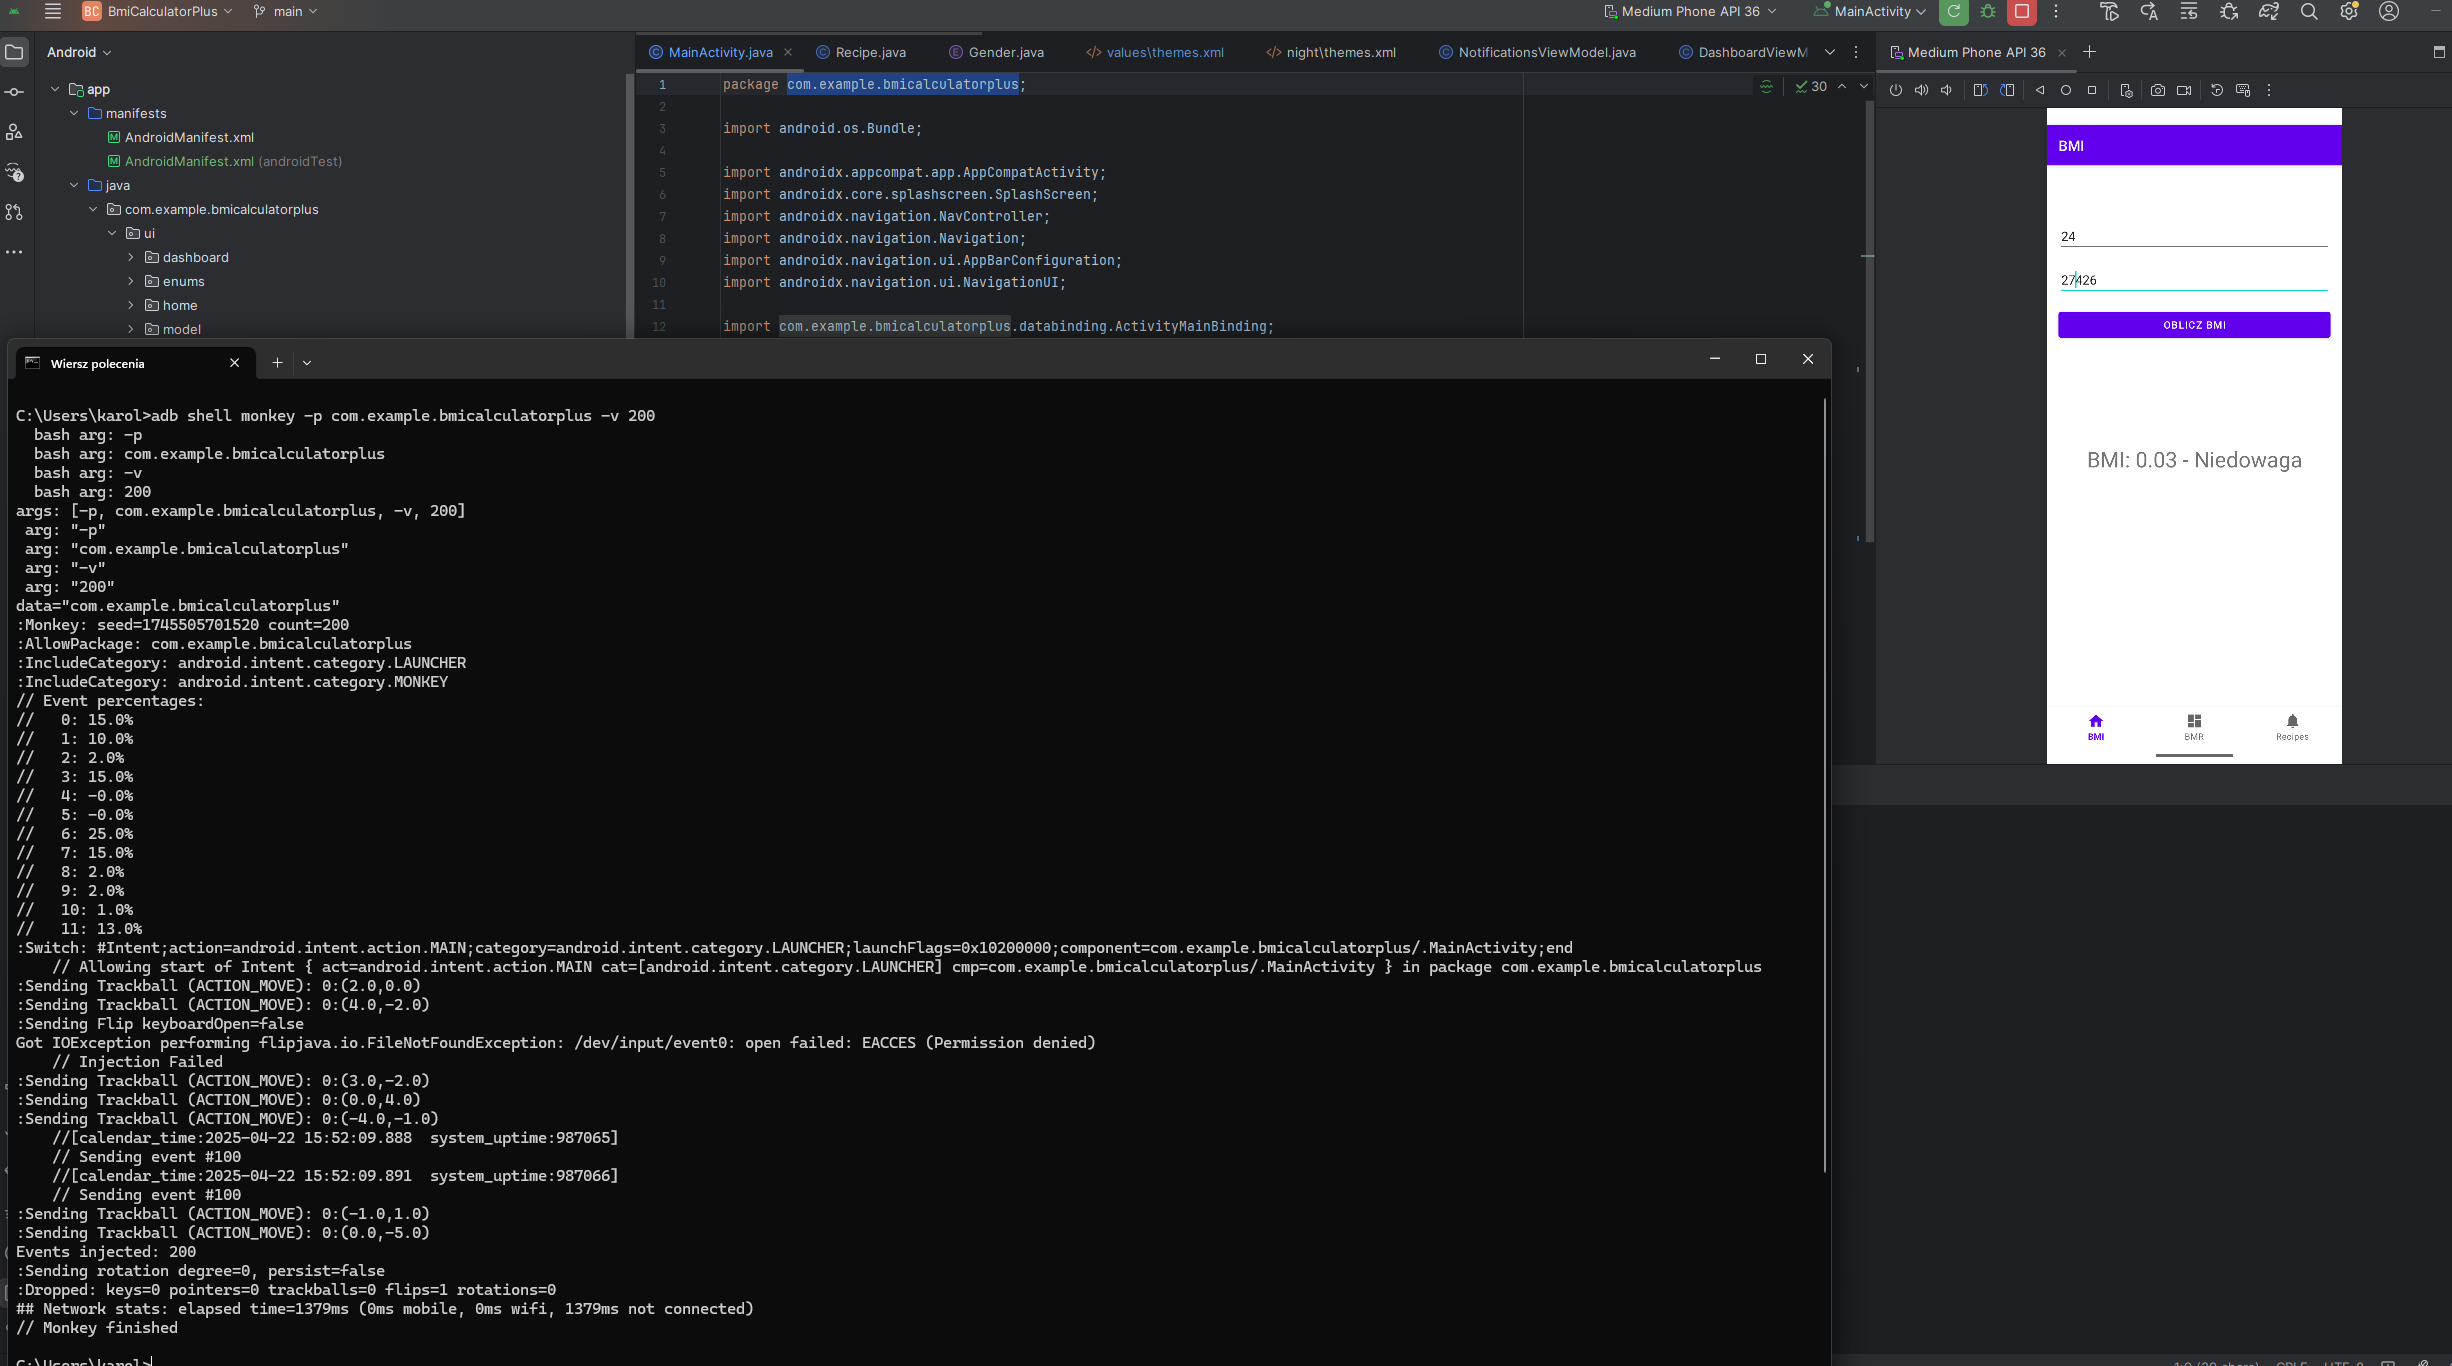 BC BmiCalculatorPlus main Medium Phone API 36 MainActivity
Android MainActivity.java Recipe.java Gender.java values\themes.xml night\themes.xml NotificationsViewModel.java DashboardViewM Medium Phone API 36
app
manifests
AndroidManifest.xml
AndroidManifest.xml (androidTest)
java
com.example.bmicalculatorplus
ui
dashboard
enums
home
model
30
1 package com.example.bmicalculatorplus;
2
3 import android.os.Bundle;
4
5 import androidx.appcompat.app.AppCompatActivity;
6 import androidx.core.splashscreen.SplashScreen;
7 import androidx.navigation.NavController;
8 import androidx.navigation.Navigation;
9 import androidx.navigation.ui.AppBarConfiguration;
10 import androidx.navigation.ui.NavigationUI;
11
12 import com.example.bmicalculatorplus.databinding.ActivityMainBinding;
BMI
24
27426
OBLICZ BMI
BMI: 0.03 - Niedowaga
BMI BMR Recipes
Wiersz polecenia
C:\Users\karol>adb shell monkey -p com.example.bmicalculatorplus -v 200
bash arg: -p
bash arg: com.example.bmicalculatorplus
bash arg: -v
bash arg: 200
args: [-p, com.example.bmicalculatorplus, -v, 200]
arg: "-p"
arg: "com.example.bmicalculatorplus"
arg: "-v"
arg: "200"
data="com.example.bmicalculatorplus"
:Monkey: seed=1745505701520 count=200
:AllowPackage: com.example.bmicalculatorplus
:IncludeCategory: android.intent.category.LAUNCHER
:IncludeCategory: android.intent.category.MONKEY
// Event percentages:
// 0: 15.0%
// 1: 10.0%
// 2: 2.0%
// 3: 15.0%
// 4: -0.0%
// 5: -0.0%
// 6: 25.0%
// 7: 15.0%
// 8: 2.0%
// 9: 2.0%
// 10: 1.0%
// 11: 13.0%
:Switch: #Intent;action=android.intent.action.MAIN;category=android.intent.category.LAUNCHER;launchFlags=0x10200000;component=com.example.bmicalculatorplus/.MainActivity;end
// Allowing start of Intent { act=android.intent.action.MAIN cat=[android.intent.category.LAUNCHER] cmp=com.example.bmicalculatorplus/.MainActivity } in package com.example.bmicalculatorplus
:Sending Trackball (ACTION_MOVE): 0:(2.0,0.0)
:Sending Trackball (ACTION_MOVE): 0:(4.0,-2.0)
:Sending Flip keyboardOpen=false
Got IOException performing flipjava.io.FileNotFoundException: /dev/input/event0: open failed: EACCES (Permission denied)
// Injection Failed
:Sending Trackball (ACTION_MOVE): 0:(3.0,-2.0)
:Sending Trackball (ACTION_MOVE): 0:(0.0,4.0)
:Sending Trackball (ACTION_MOVE): 0:(-4.0,-1.0)
//[calendar_time:2025-04-22 15:52:09.888 system_uptime:987065]
// Sending event #100
//[calendar_time:2025-04-22 15:52:09.891 system_uptime:987066]
// Sending event #100
:Sending Trackball (ACTION_MOVE): 0:(-1.0,1.0)
:Sending Trackball (ACTION_MOVE): 0:(0.0,-5.0)
Events injected: 200
:Sending rotation degree=0, persist=false
:Dropped: keys=0 pointers=0 trackballs=0 flips=1 rotations=0
## Network stats: elapsed time=1379ms (0ms mobile, 0ms wifi, 1379ms not connected)
// Monkey finished
C:\Users\karol>